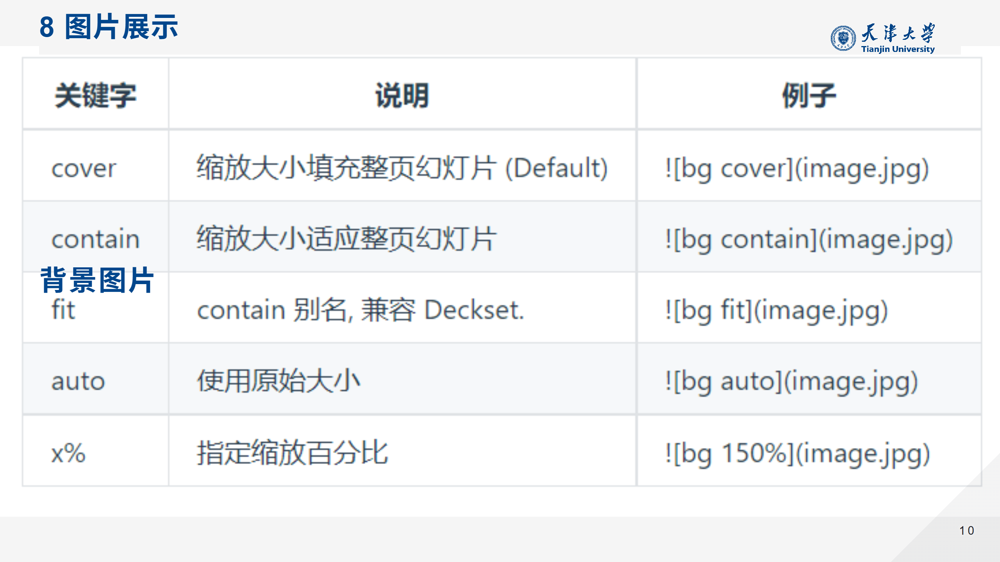 8 图片展示
天津大学
Tianjin University
关键字 说明 例子
cover 缩放大小填充整页幻灯片 (Default) ![bg cover](image.jpg)
contain 缩放大小适应整页幻灯片 ![bg contain](image.jpg)
背景图片
fit contain 别名, 兼容 Deckset. ![bg fit](image.jpg)
auto 使用原始大小 ![bg auto](image.jpg)
x% 指定缩放百分比 ![bg 150%](image.jpg)
10